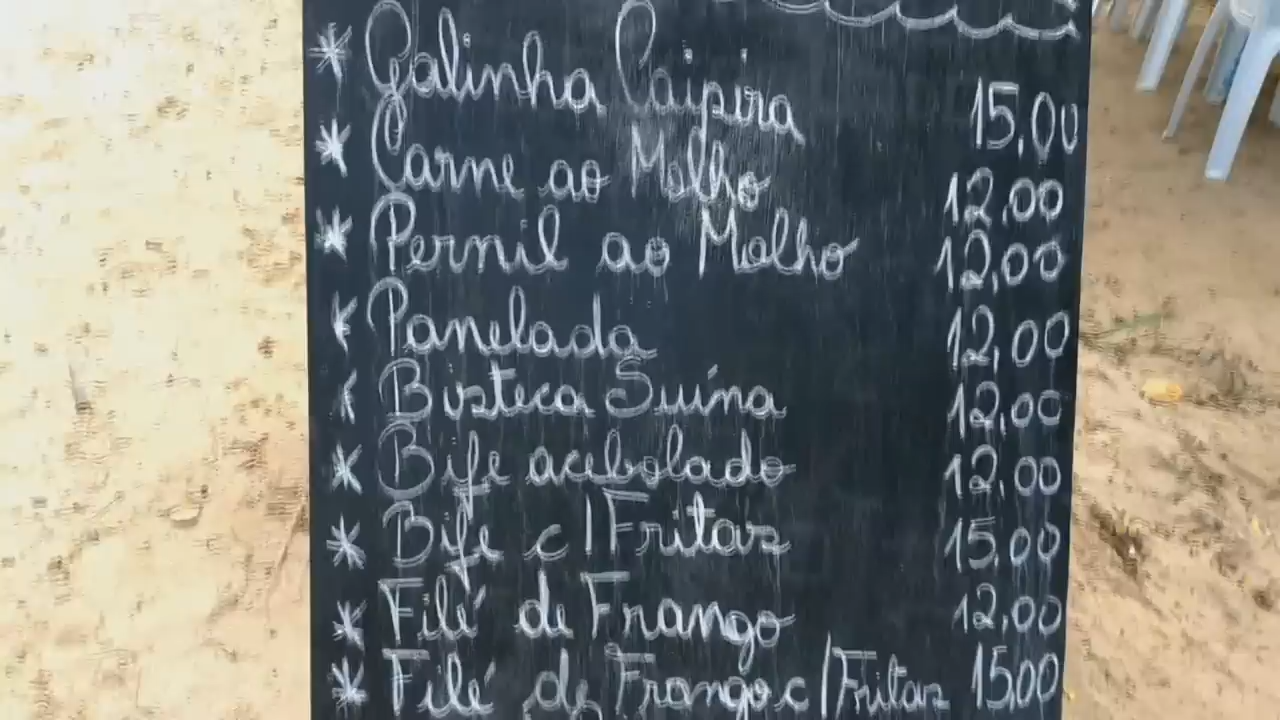 * Galinha Caipira 15,00
* Carne ao Molho 12,00
* Pernil ao Molho 12,00
* Panelada 12,00
* Bisteca Suína 12,00
* Bife acebolado 12,00
* Bife c/Fritas 15,00
* Filé de Frango 12,00
* Filé de Frango c/Fritas 15,00